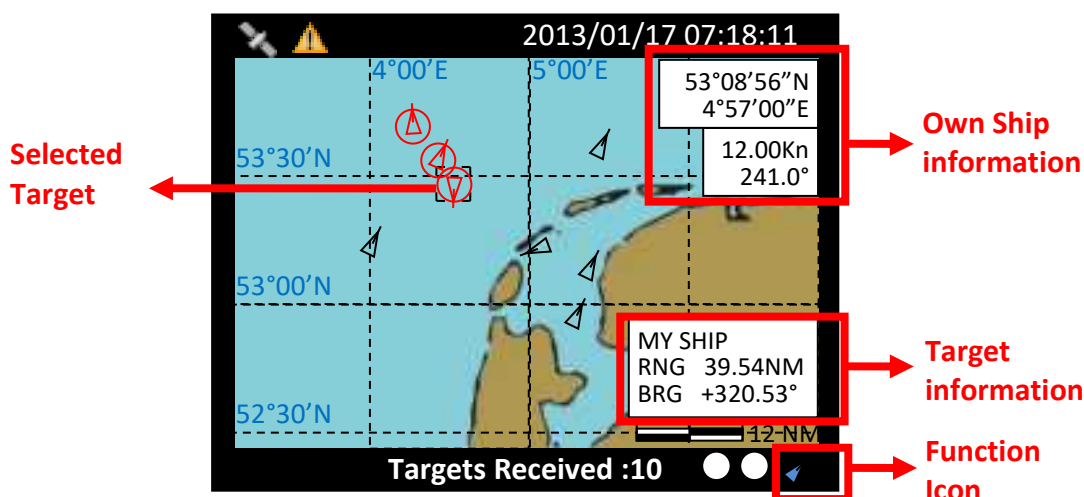 2013/01/17 07:18:11
4°00’E
5°00’E
53°08’56”N
4°57’00”E
12.00Kn
241.0°
Own Ship
information
Selected
Target
53°30’N
53°00’N
52°30’N
MY SHIP
RNG 39.54NM
BRG +320.53°
12 NM
Target
information
Targets Received :10
Function
Icon